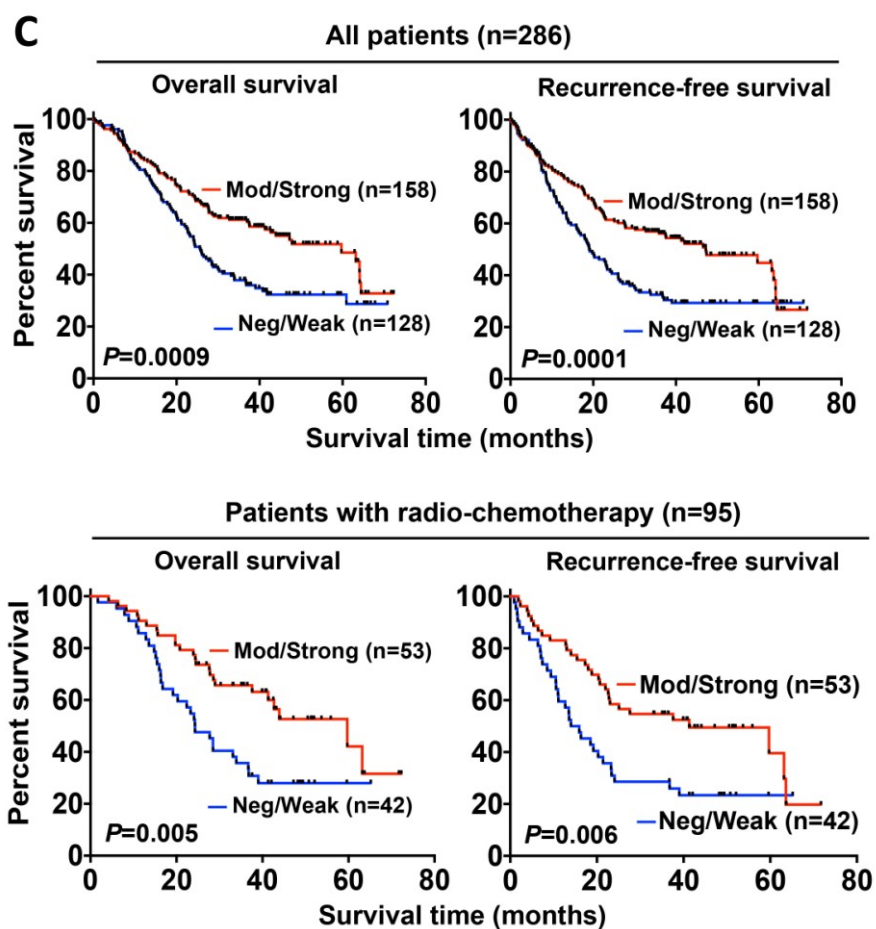 C
All patients (n=286)
Overall survival
Recurrence-free survival
Percent survival
100
80
60
40
20
0
Mod/Strong (n=158)
Neg/Weak (n=128)
P=0.0009
0 20 40 60 80
100
80
60
40
20
0
Mod/Strong (n=158)
Neg/Weak (n=128)
P=0.0001
0 20 40 60 80
Survival time (months)
Patients with radio-chemotherapy (n=95)
Overall survival
Recurrence-free survival
Percent survival
100
80
60
40
20
0
Mod/Strong (n=53)
Neg/Weak (n=42)
P=0.005
0 20 40 60 80
100
80
60
40
20
0
Mod/Strong (n=53)
Neg/Weak (n=42)
P=0.006
0 20 40 60 80
Survival time (months)